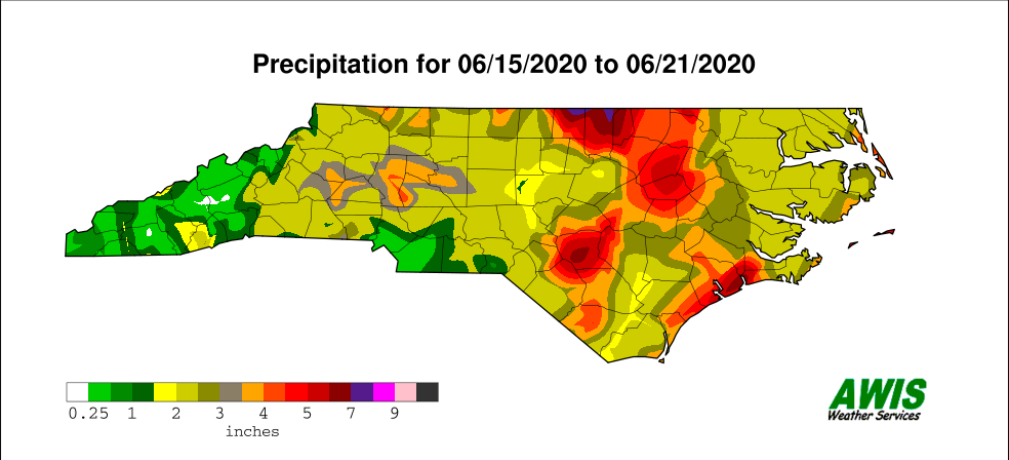 Precipitation for 06/15/2020 to 06/21/2020
0.25 1 2 3 4 5 7 9
inches
AWIS
Weather Services